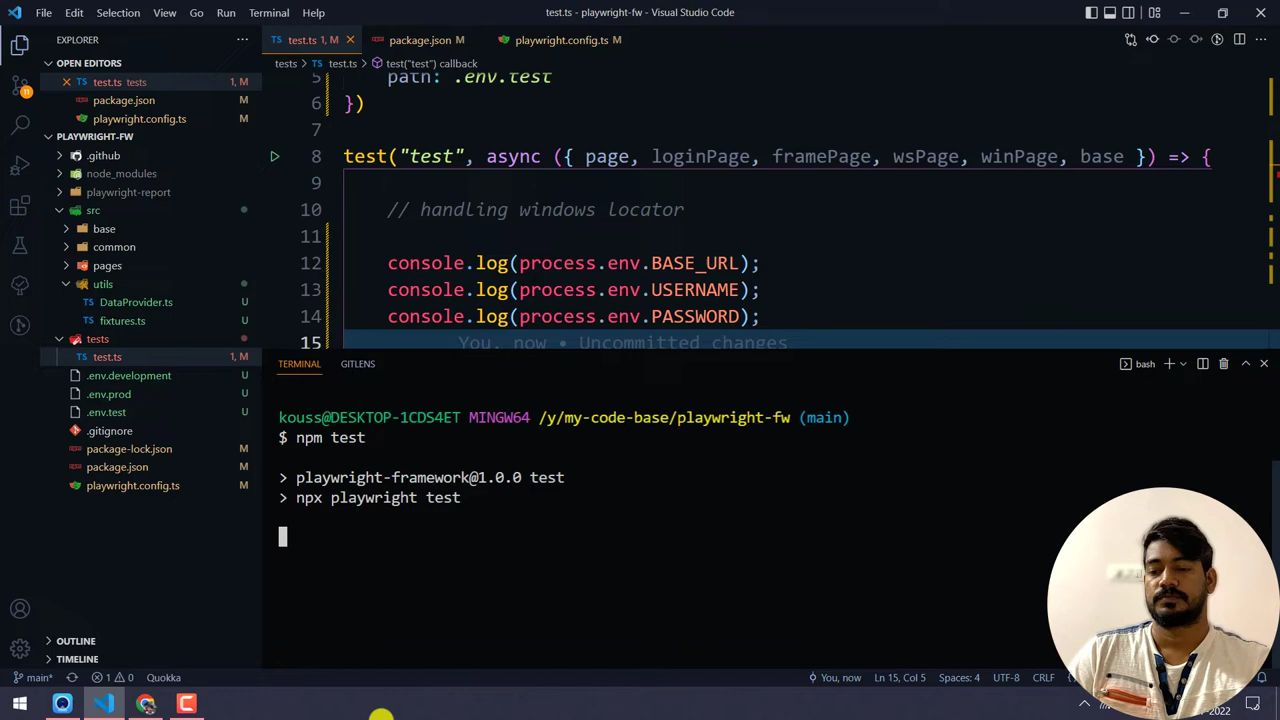 File Edit Selection View Go Run Terminal Help
test.ts - playwright-fw - Visual Studio Code
EXPLORER
test.ts 1, M
package.json M
playwright.config.ts M
OPEN EDITORS
tests > test.ts > test("test") callback
test.ts tests 1, M
package.json M
playwright.config.ts M
PLAYWRIGHT-FW
.github
node_modules
playwright-report
src
base
common
pages
utils
DataProvider.ts U
fixtures.ts U
tests
test.ts 1, M
.env.development U
.env.prod U
.env.test U
.gitignore
package-lock.json M
package.json M
playwright.config.ts M
OUTLINE
TIMELINE
5 path: .env.test
6 })
7
8 test("test", async ({ page, loginPage, framePage, wsPage, winPage, base }) => {
9
10 // handling windows locator
11
12 console.log(process.env.BASE_URL);
13 console.log(process.env.USERNAME);
14 console.log(process.env.PASSWORD);
15 You, now • Uncommitted changes
TERMINAL GITLENS
bash
kouss@DESKTOP-1CDS4ET MINGW64 /y/my-code-base/playwright-fw (main)
$ npm test
> playwright-framework@1.0.0 test
> npx playwright test
11
main* 1 0 Quokka
You, now Ln 15, Col 5 Spaces: 4 UTF-8 CRLF
2022